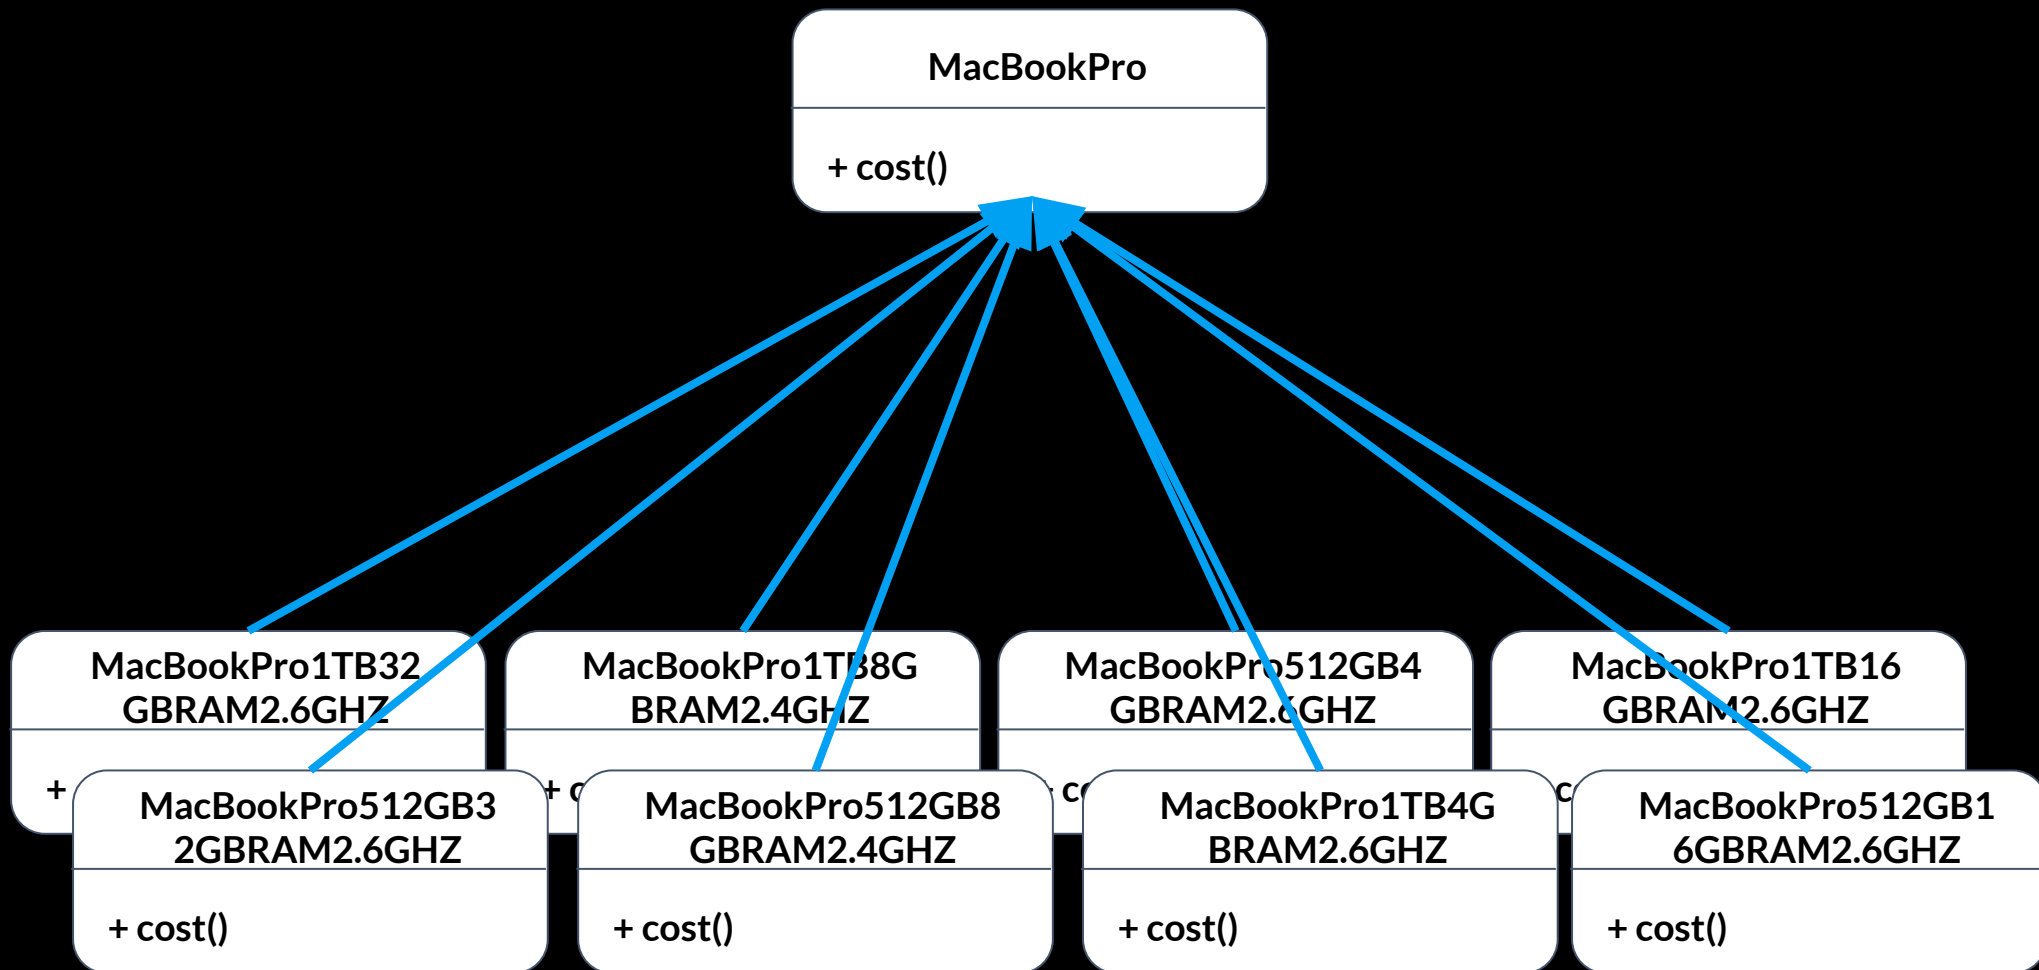 MacBookPro
+ cost()
MacBookPro1TB32
GBRAM2.6GHZ
+
MacBookPro1TB8G
BRAM2.4GHZ
+ c
MacBookPro512GB4
GBRAM2.6GHZ
co
MacBookPro1TB16
GBRAM2.6GHZ
c
MacBookPro512GB3
2GBRAM2.6GHZ
+ cost()
MacBookPro512GB8
GBRAM2.4GHZ
+ cost()
MacBookPro1TB4G
BRAM2.6GHZ
+ cost()
MacBookPro512GB1
6GBRAM2.6GHZ
+ cost()